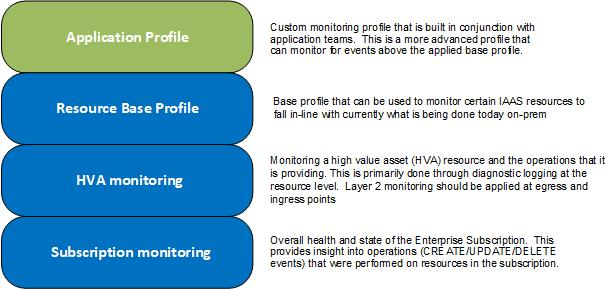 Application Profile
Custom monitoring profile that is built in conjunction with
application teams. This is a more advanced profile that
can monitor for events above the applied base profile.
Resource Base Profile
Base profile that can be used to monitor certain IAAS resources to
fall in-line with currently what is being done today on-prem
HVA monitoring
Monitoring a high value asset (HVA) resource and the operations that it
is providing. This is primarily done through diagnostic logging at the
resource level. Layer 2 monitoring should be applied at egress and
ingress points
Subscription monitoring
Overall health and state of the Enterprise Subscription. This
provides insight into operations (CREATE/UPDATE/DELETE
events) that were performed on resources in the subscription.